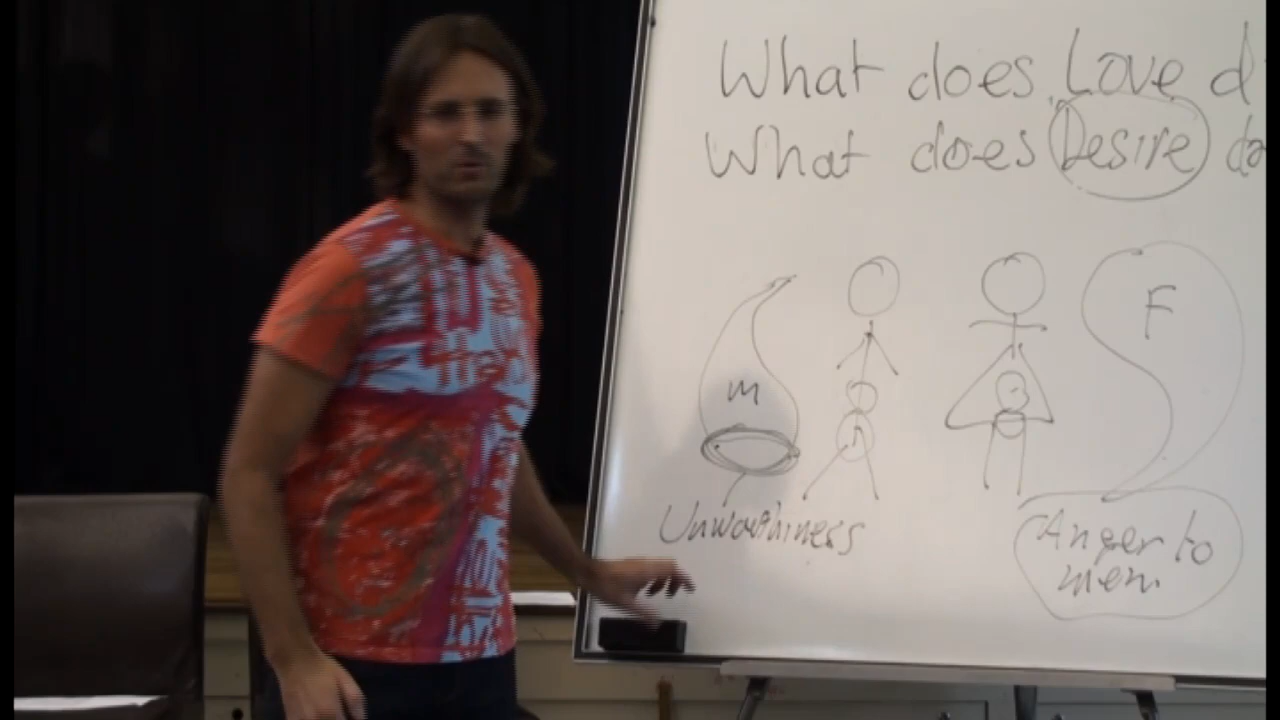 What does Love d
What does Desire do
M
F
Unworthiness
Anger to
men.